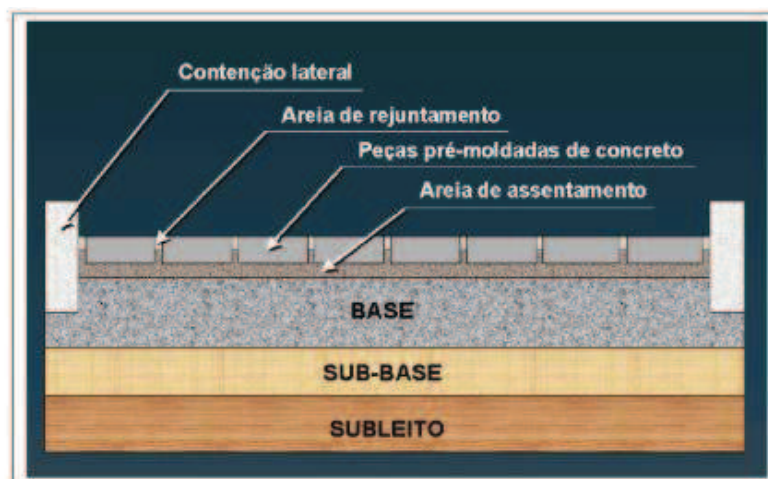 Contenção lateral
Areia de rejuntamento
Peças pré-moldadas de concreto
Areia de assentamento
BASE
SUB-BASE
SUBLEITO